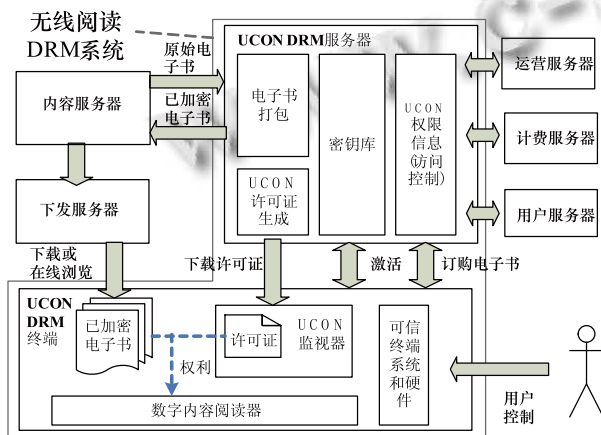 无线阅读
DRM系统
原始电
子书
UCON DRM服务器
运营服务器
内容服务器
已加密
电子书
电子书
打包
密钥库
UCON
权限
信息
(访问
控制)
计费服务器
UCON
许可证
生成
下发服务器
用户服务器
下载或
在线浏览
下载许可证
激活
订购电子书
UCON
DRM
终端
已加密
电子书
许可证
UCON
监视器
可信
终端
系统
和硬
件
权利
数字内容阅读器
用户
控制